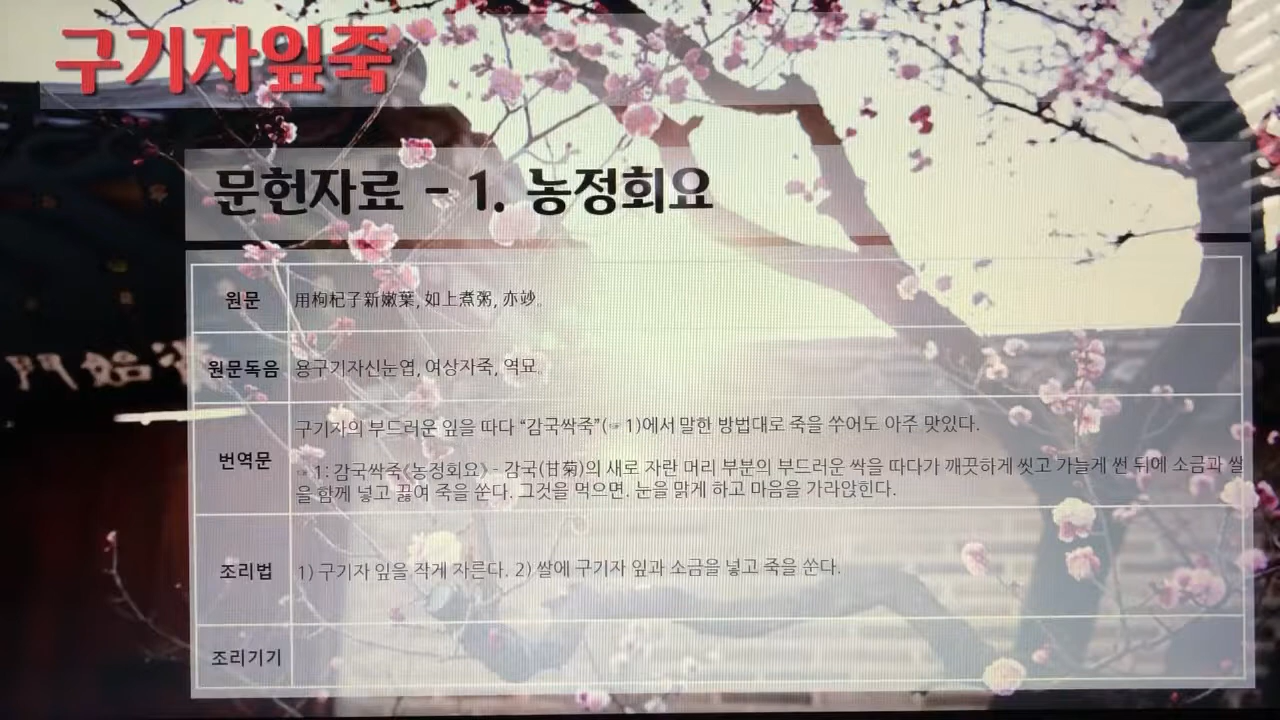 구기자잎죽
문헌자료 - 1. 농정회요
원문 用枸杞子新嫩葉, 如上煮粥, 亦妙。
원문독음 용구기자신눈엽, 여상자죽, 역묘.
번역문 구기자의 부드러운 잎을 따다 “감국싹죽”(☞ 1)에서 말한 방법대로 죽을 쑤어도 아주 맛있다.
☞ 1: 감국싹죽《농정회요》 - 감국(甘菊)의 새로 자란 머리 부분의 부드러운 싹을 따다가 깨끗하게 씻고 가늘게 썬 뒤에 소금과 쌀
을 함께 넣고 끓여 죽을 쑨다. 그것을 먹으면. 눈을 맑게 하고 마음을 가라앉힌다.
조리법 1) 구기자 잎을 작게 자른다. 2) 쌀에 구기자 잎과 소금을 넣고 죽을 쑨다.
조리기기